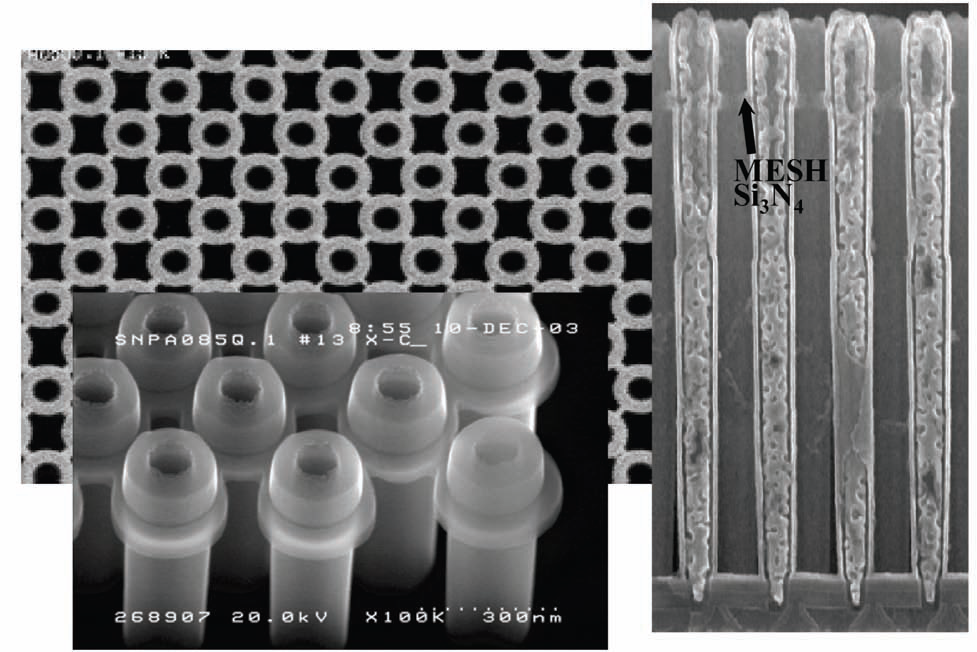 MESH
Si₃N₄
8:55 10-DEC-03
SNPA085Q.1 #13 X-C_
268907 20.0kV X100K 300nm